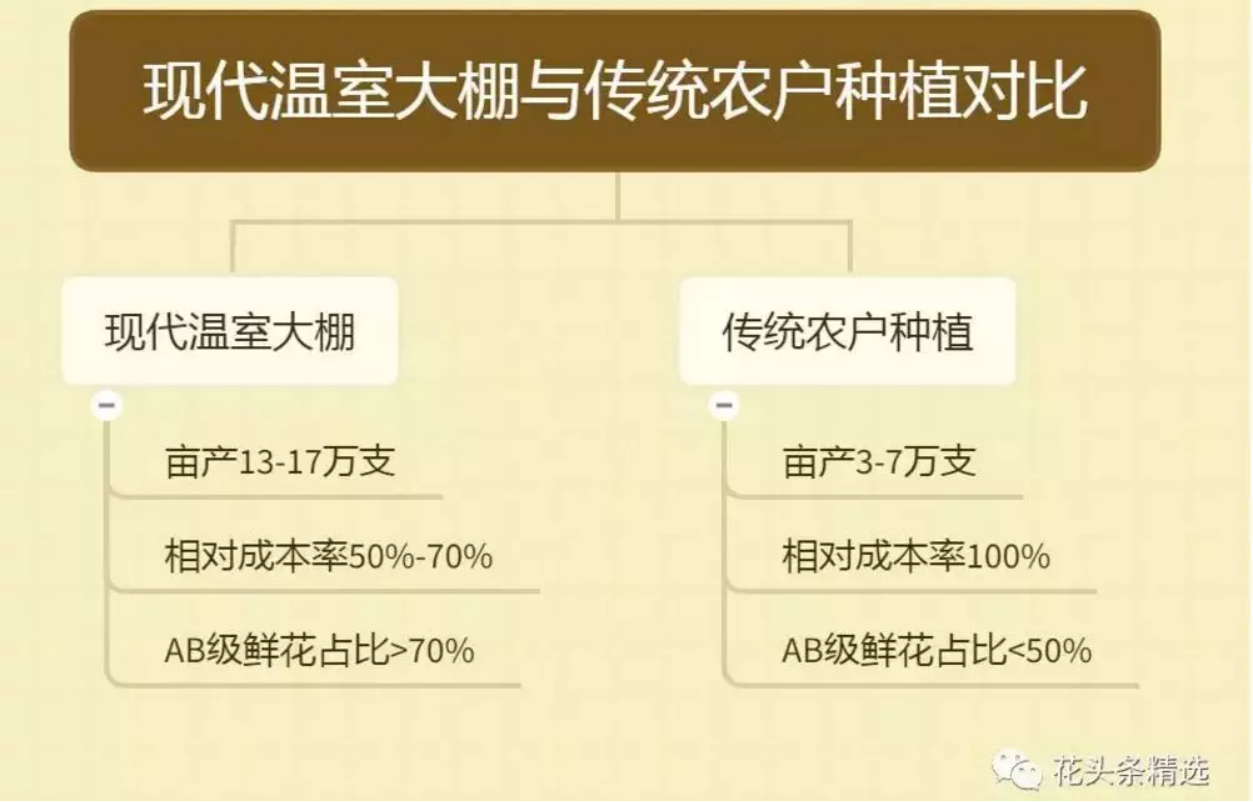 现代温室大棚与传统农户种植对比
现代温室大棚
亩产13-17万支
相对成本率50%-70%
AB级鲜花占比>70%
传统农户种植
亩产3-7万支
相对成本率100%
AB级鲜花占比<50%
花头条精选